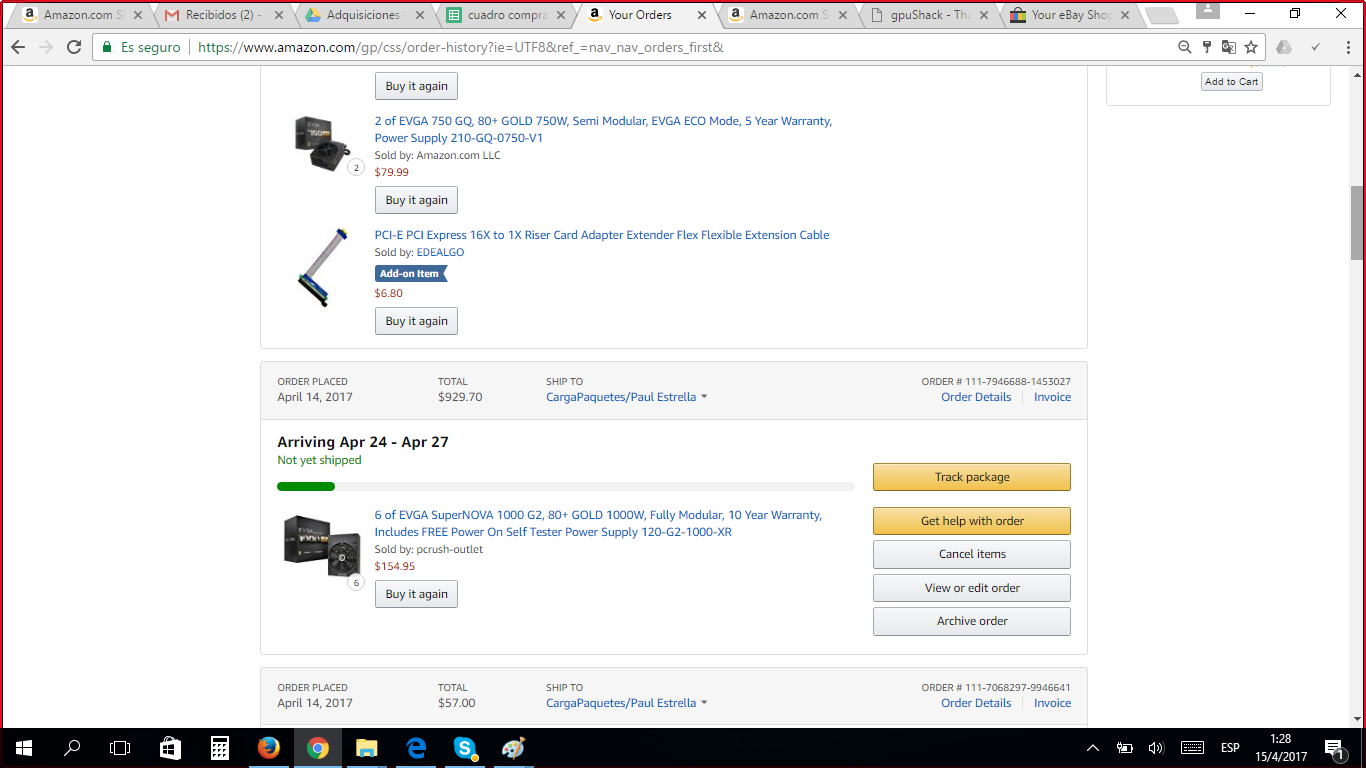 Amazon.com S
Recibidos (2) -
Adquisiciones -
cuadro compra
Your Orders
Amazon.com S
gpuShack - Tha
Your eBay Shop
Es seguro
https://www.amazon.com/gp/css/order-history?ie=UTF8&ref_=nav_nav_orders_first&
Add to Cart
Buy it again
2 of EVGA 750 GQ, 80+ GOLD 750W, Semi Modular, EVGA ECO Mode, 5 Year Warranty,
Power Supply 210-GQ-0750-V1
Sold by: Amazon.com LLC
2
$79.99
Buy it again
PCI-E PCI Express 16X to 1X Riser Card Adapter Extender Flex Flexible Extension Cable
Sold by: EDEALGO
Add-on Item
$6.80
Buy it again
ORDER PLACED
April 14, 2017
TOTAL
$929.70
SHIP TO
CargaPaquetes/Paul Estrella
ORDER # 111-7946688-1453027
Order Details
Invoice
Arriving Apr 24 - Apr 27
Not yet shipped
6 of EVGA SuperNOVA 1000 G2, 80+ GOLD 1000W, Fully Modular, 10 Year Warranty,
Includes FREE Power On Self Tester Power Supply 120-G2-1000-XR
Sold by: pcrush-outlet
$154.95
6
Buy it again
Track package
Get help with order
Cancel items
View or edit order
Archive order
ORDER PLACED
April 14, 2017
TOTAL
$57.00
SHIP TO
CargaPaquetes/Paul Estrella
ORDER # 111-7068297-9946641
Order Details
Invoice
ESP
1:28
15/4/2017
1